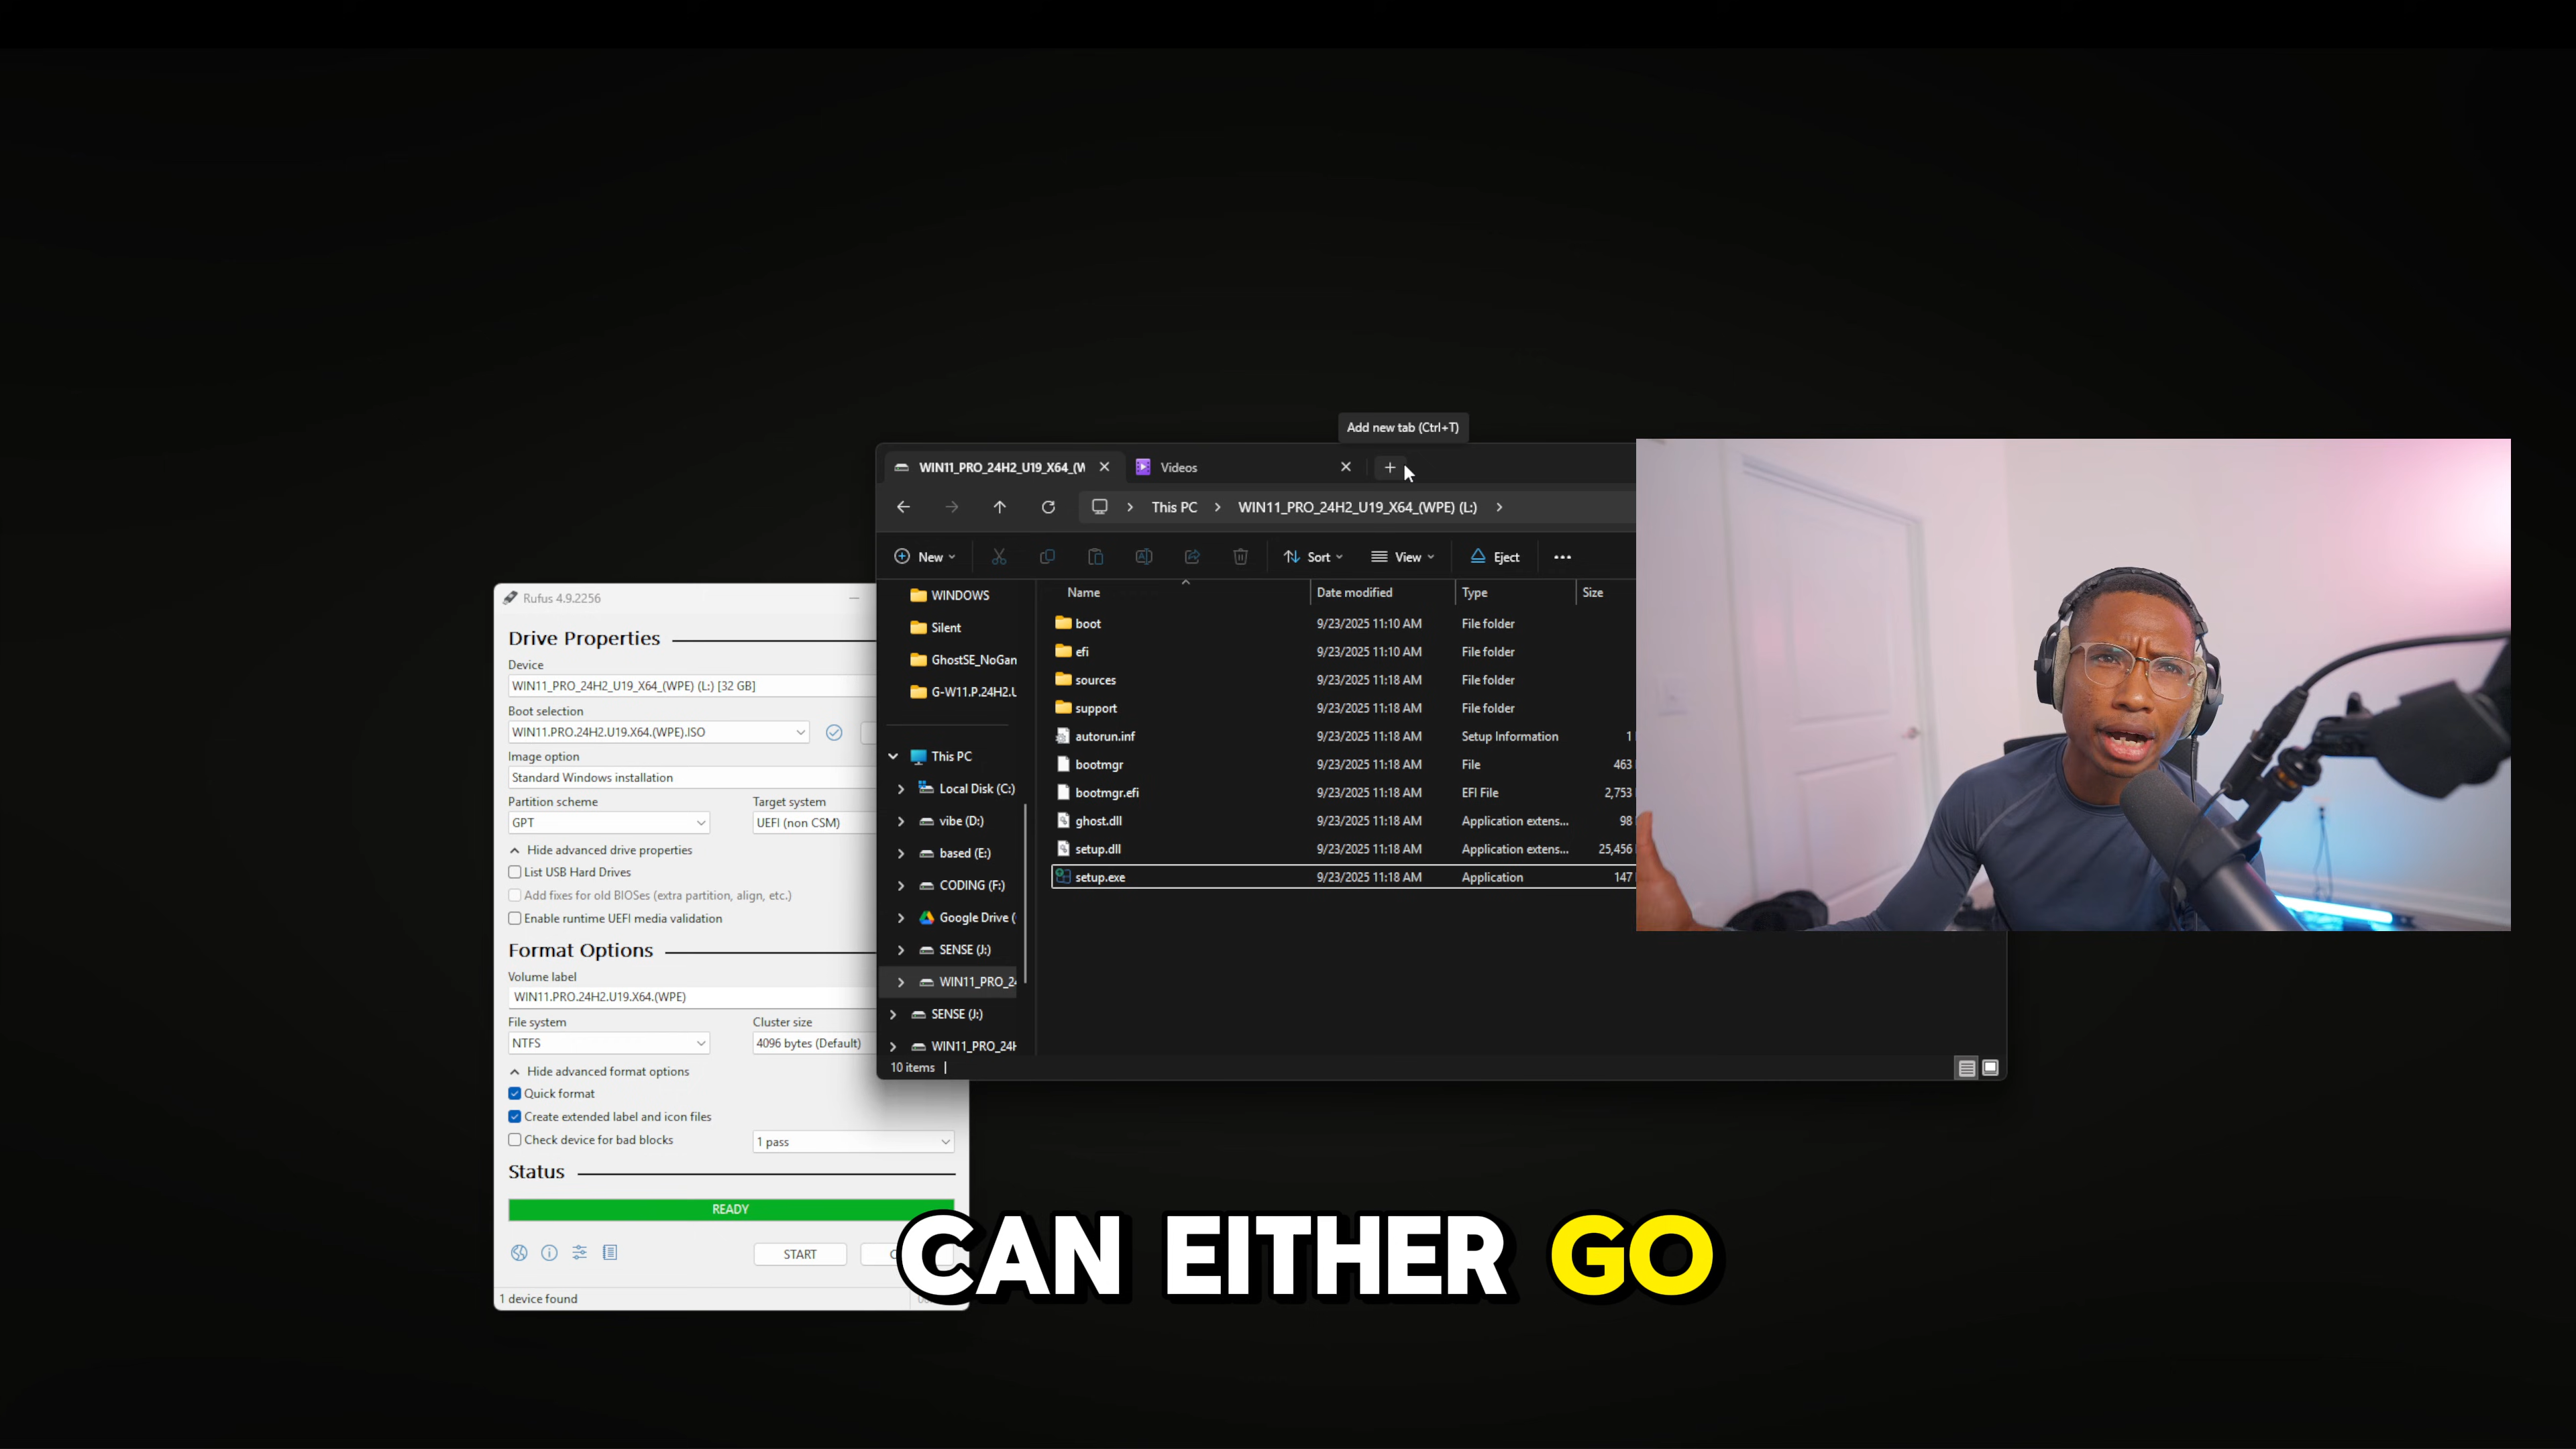 Add new tab (Ctrl+T)
WIN11_PRO_24H2_U19_X64_(W
Videos
This PC
WIN11_PRO_24H2_U19_X64_(WPE) (L:)
New
Sort
View
Eject
WINDOWS
Silent
GhostSE_NoGan
G-W11.P.24H2.U
This PC
Local Disk (C:)
vibe (D:)
based (E:)
CODING (F:)
Google Drive (
SENSE (J:)
WIN11_PRO_24
SENSE (J:)
WIN11_PRO_24H
Name Date modified Type Size
boot 9/23/2025 11:10 AM File folder
efi 9/23/2025 11:10 AM File folder
sources 9/23/2025 11:18 AM File folder
support 9/23/2025 11:18 AM File folder
autorun.inf 9/23/2025 11:18 AM Setup Information 1
bootmgr 9/23/2025 11:18 AM File 463
bootmgr.efi 9/23/2025 11:18 AM EFI File 2,753
ghost.dll 9/23/2025 11:18 AM Application extens... 98
setup.dll 9/23/2025 11:18 AM Application extens... 25,456
setup.exe 9/23/2025 11:18 AM Application 147
10 items
Rufus 4.9.2256
Drive Properties
Device
WIN11_PRO_24H2_U19_X64_(WPE) (L:) [32 GB]
Boot selection
WIN11.PRO.24H2.U19.X64.(WPE).ISO
Image option
Standard Windows installation
Partition scheme Target system
GPT UEFI (non CSM)
Hide advanced drive properties
List USB Hard Drives
Add fixes for old BIOSes (extra partition, align, etc.)
Enable runtime UEFI media validation
Format Options
Volume label
WIN11.PRO.24H2.U19.X64.(WPE)
File system Cluster size
NTFS 4096 bytes (Default)
Hide advanced format options
Quick format
Create extended label and icon files
Check device for bad blocks 1 pass
Status
READY
START
1 device found
CAN EITHER GO